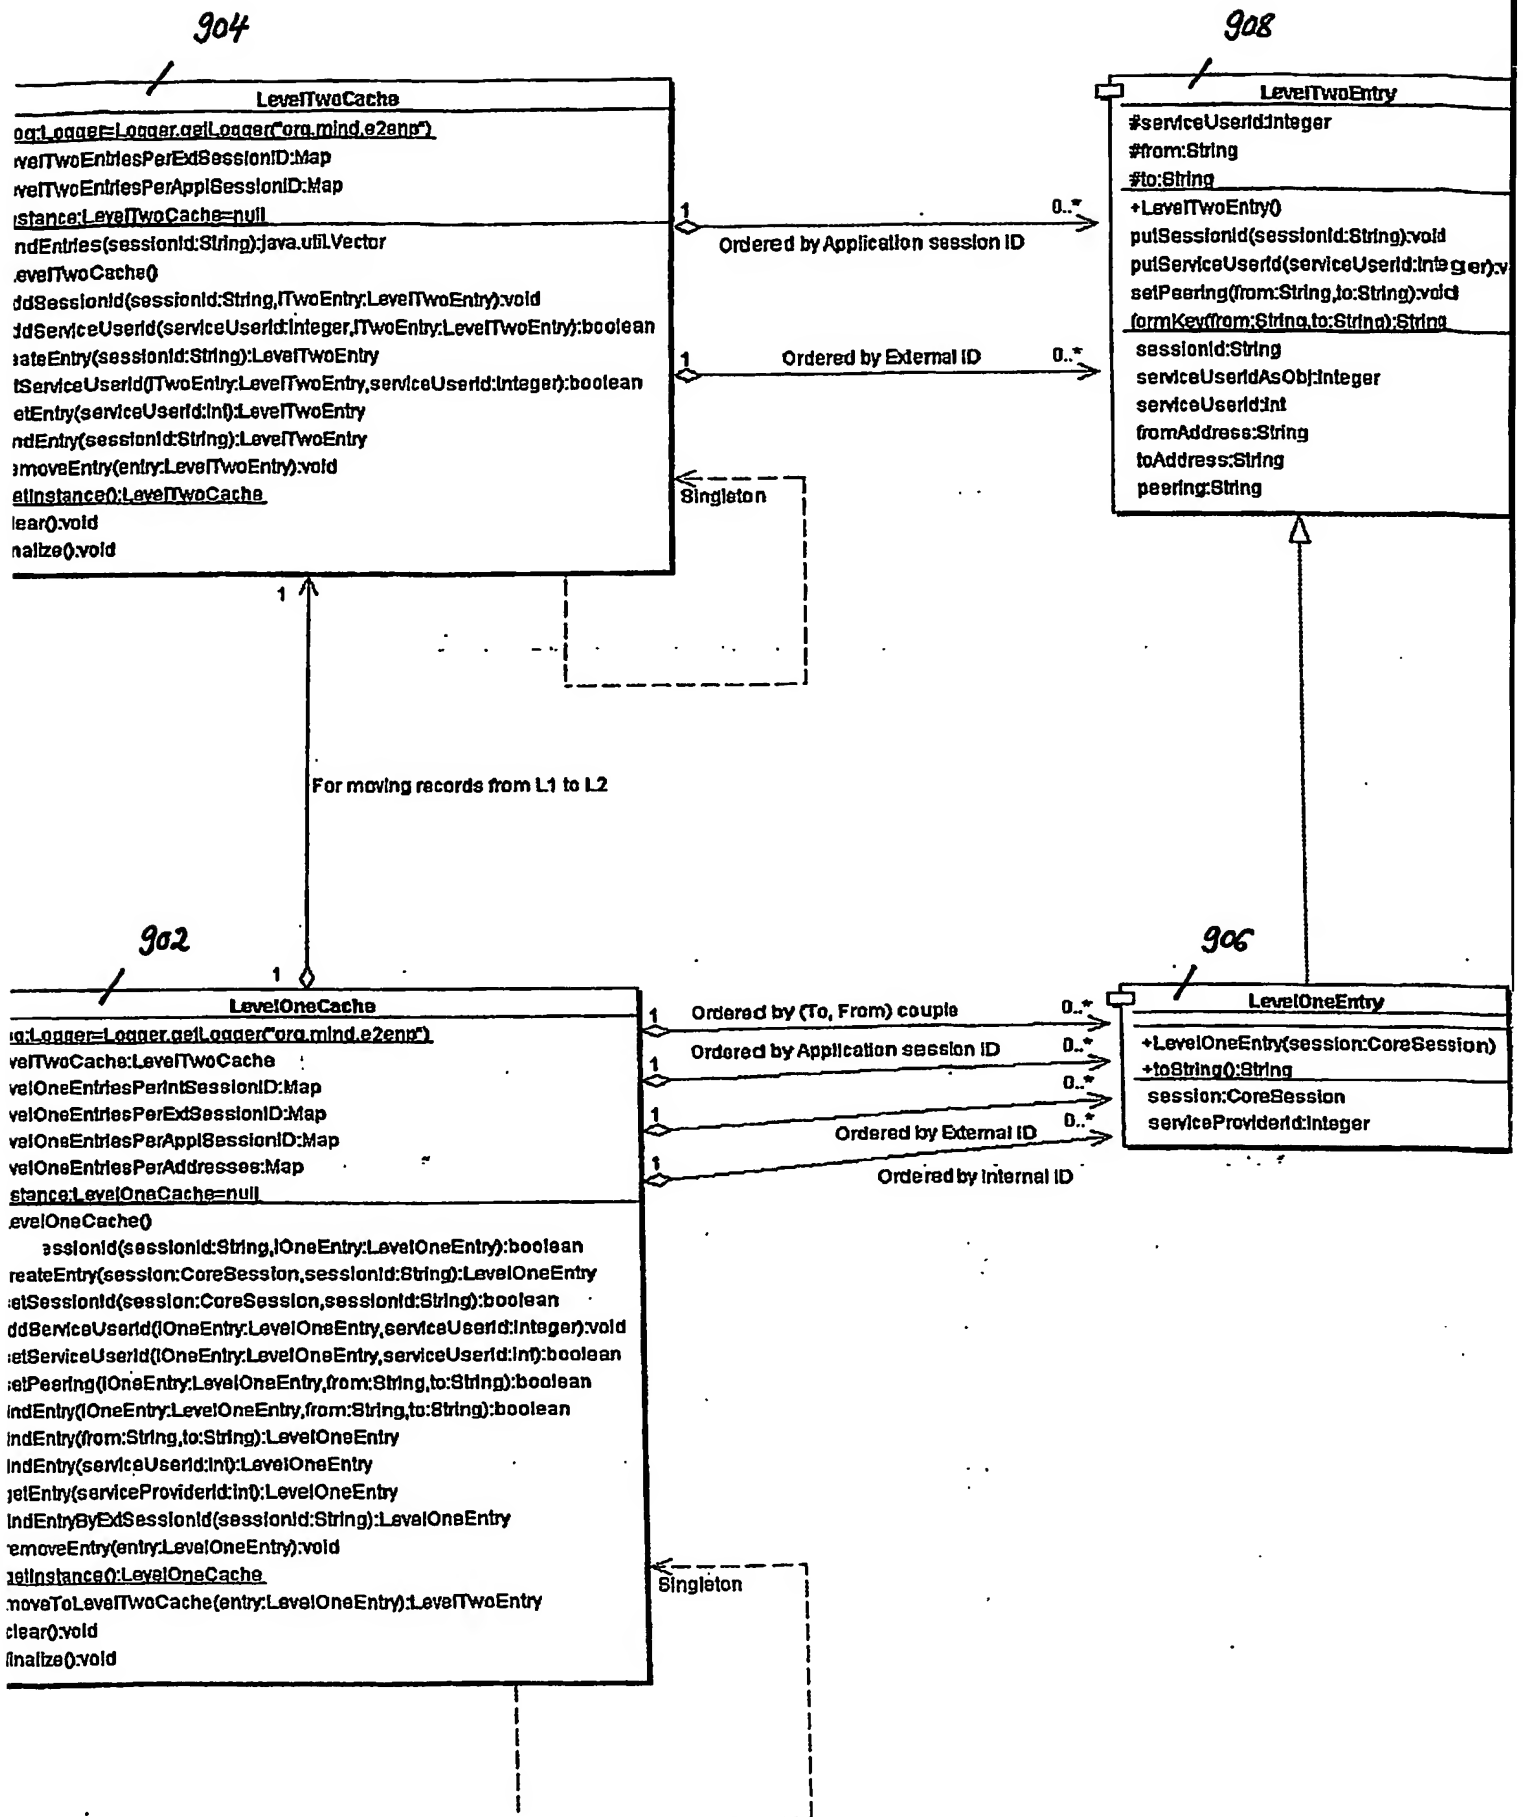 904
LevelTwoCache
og:Logger=Logger.getLogger("org.mind.e2enp")
velTwoEntriesPerExtSessionID:Map
velTwoEntriesPerApplSessionID:Map
stance:LevelTwoCache=null
ndEntries(sessionId:String):java.util.Vector
evelTwoCache()
ddSessionId(sessionId:String,lTwoEntry:LevelTwoEntry):void
ddServiceUserId(serviceUserId:Integer,lTwoEntry:LevelTwoEntry):boolean
eateEntry(sessionId:String):LevelTwoEntry
tServiceUserId(lTwoEntry:LevelTwoEntry,serviceUserId:Integer):boolean
etEntry(serviceUserId:int):LevelTwoEntry
ndEntry(sessionId:String):LevelTwoEntry
emoveEntry(entry:LevelTwoEntry):void
etInstance():LevelTwoCache
lear():void
nalize():void
1
Ordered by Application session ID
0..*
1
Ordered by External ID
0..*
Singleton
908
LevelTwoEntry
#serviceUserId:Integer
#from:String
#to:String
+LevelTwoEntry()
putSessionId(sessionId:String):void
putServiceUserId(serviceUserId:Integer):v
setPeering(from:String,to:String):void
formKey(from:String,to:String):String
sessionId:String
serviceUserIdAsObj:Integer
serviceUserId:int
fromAddress:String
toAddress:String
peering:String
1
For moving records from L1 to L2
1
902
LevelOneCache
og:Logger=Logger.getLogger("org.mind.e2enp")
velTwoCache:LevelTwoCache
velOneEntriesPerIntSessionID:Map
velOneEntriesPerExtSessionID:Map
velOneEntriesPerApplSessionID:Map
velOneEntriesPerAddresses:Map
stance:LevelOneCache=null
evelOneCache()
essionId(sessionId:String,lOneEntry:LevelOneEntry):boolean
reateEntry(session:CoreSession,sessionId:String):LevelOneEntry
etSessionId(session:CoreSession,sessionId:String):boolean
ddServiceUserId(lOneEntry:LevelOneEntry,serviceUserId:Integer):void
etServiceUserId(lOneEntry:LevelOneEntry,serviceUserId:int):boolean
etPeering(lOneEntry:LevelOneEntry,from:String,to:String):boolean
indEntry(lOneEntry:LevelOneEntry,from:String,to:String):boolean
indEntry(from:String,to:String):LevelOneEntry
indEntry(serviceUserId:int):LevelOneEntry
getEntry(serviceProviderId:int):LevelOneEntry
indEntryByExtSessionId(sessionId:String):LevelOneEntry
emoveEntry(entry:LevelOneEntry):void
getInstance():LevelOneCache
moveToLevelTwoCache(entry:LevelOneEntry):LevelTwoEntry
clear():void
finalize():void
1
Ordered by (To, From) couple
0..*
1
Ordered by Application session ID
0..*
1
Ordered by External ID
0..*
1
Ordered by Internal ID
0..*
Singleton
906
LevelOneEntry
+LevelOneEntry(session:CoreSession)
+toString():String
session:CoreSession
serviceProviderId:Integer